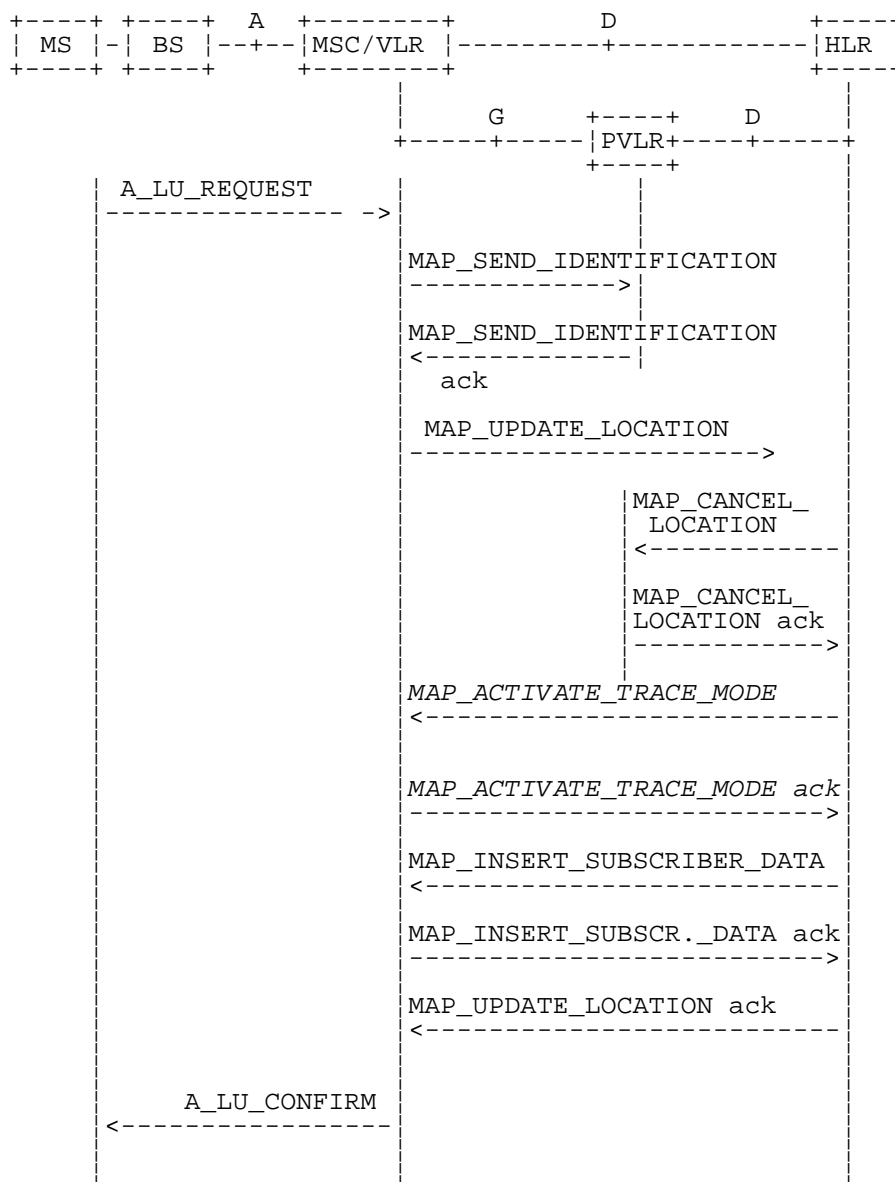 A D
MS BS MSC/VLR HLR
G D
PVLR
A_LU_REQUEST
MAP_SEND_IDENTIFICATION
MAP_SEND_IDENTIFICATION
ack
MAP_UPDATE_LOCATION
MAP_CANCEL_
LOCATION
MAP_CANCEL_
LOCATION ack
MAP_ACTIVATE_TRACE_MODE
MAP_ACTIVATE_TRACE_MODE ack
MAP_INSERT_SUBSCRIBER_DATA
MAP_INSERT_SUBSCR._DATA ack
MAP_UPDATE_LOCATION ack
A_LU_CONFIRM